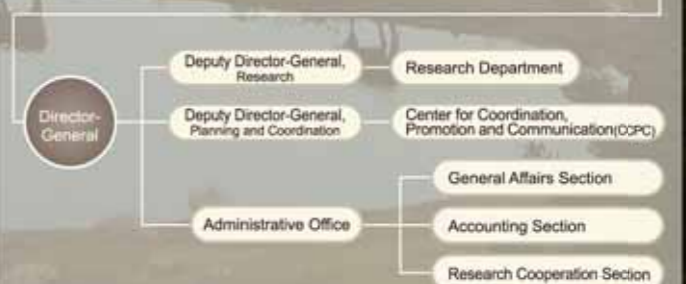 Director-
General
Deputy Director-General,
Research
Research Department
Deputy Director-General,
Planning and Coordination
Center for Coordination,
Promotion and Communication(CCPC)
Administrative Office
General Affairs Section
Accounting Section
Research Cooperation Section